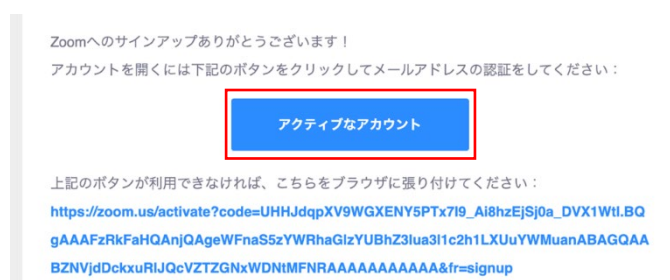 Zoomへのサインアップありがとうございます！
アカウントを開くには下記のボタンをクリックしてメールアドレスの認証をしてください：
アクティブなアカウント
上記のボタンが利用できなければ、こちらをブラウザに張り付けてください：
https://zoom.us/activate?code=UHHJdqpXV9WGXENY5PTx7l9_Ai8hzEjSj0a_DVX1WtI.BQ
gAAAFzRkFaHQAnjQAgeWFnaS5zYWRhaGlzYUBhZ3Iua3l1c2h1LXUuYWMuanABAGQAA
BZNVjdDckxuRlJQcVZTZGNxWDNtMFNRAAAAAAAAAAA&fr=signup